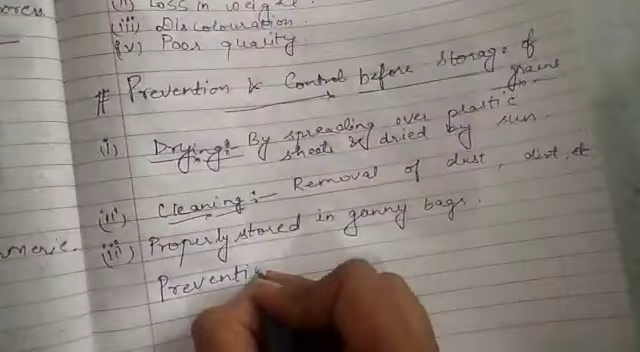 (ii) Loss in weight
(iii) Discolouration
(iv) Poor quality.
# Prevention & Control before storage of grains
(i) Drying:- By spreading over plastic
sheets & dried by sun.
(ii) Cleaning:- Removal of dust, dirt, etc
(iii) Properly stored in gunny bags.
Preventi